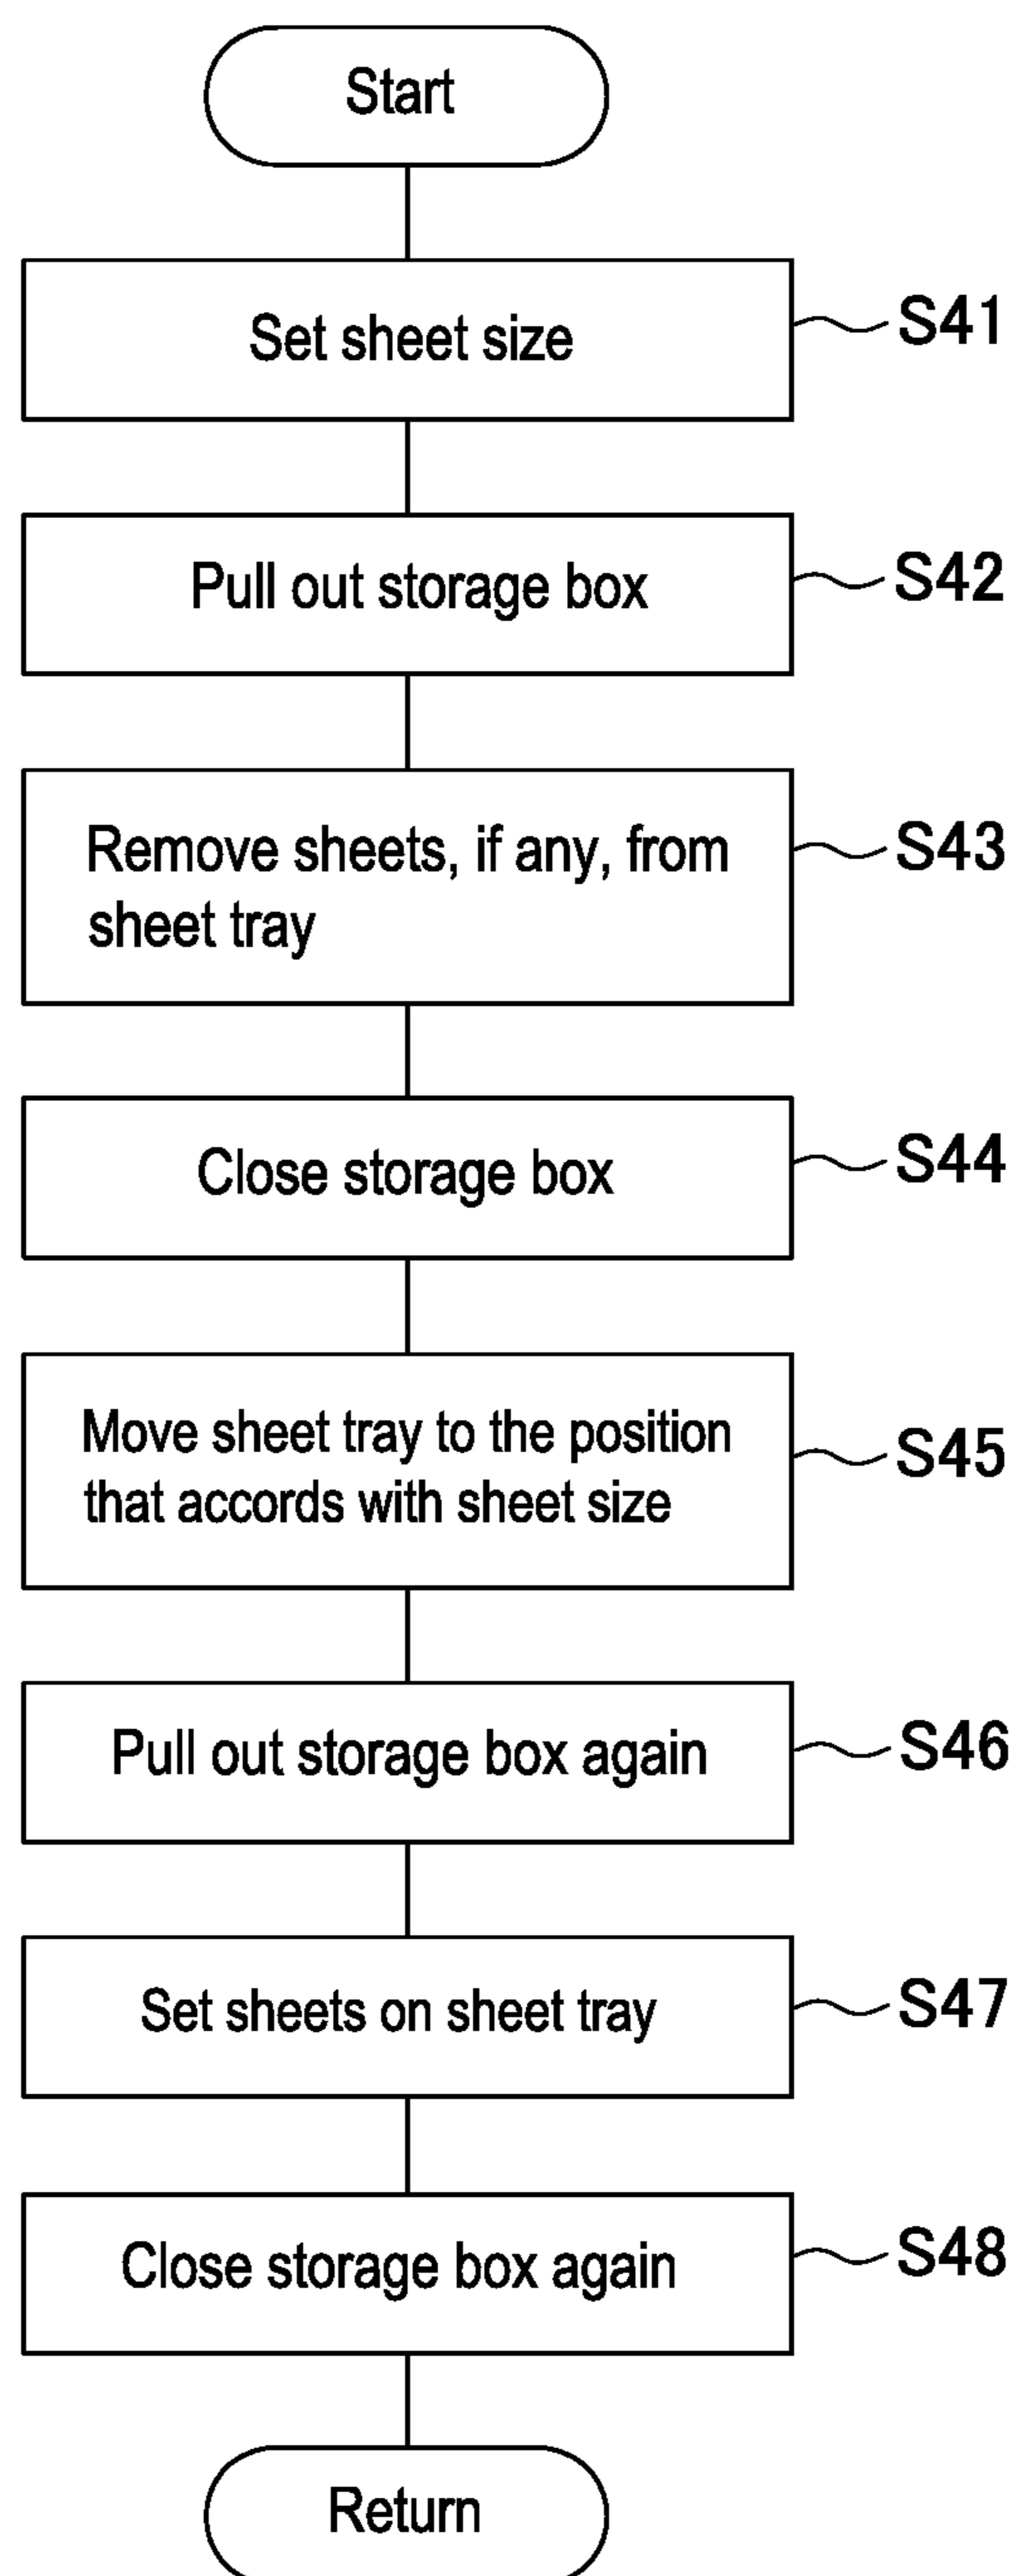 Start
Set sheet size
S41
Pull out storage box
S42
Remove sheets, if any, from
sheet tray
S43
Close storage box
S44
Move sheet tray to the position
that accords with sheet size
S45
Pull out storage box again
S46
Set sheets on sheet tray
S47
Close storage box again
S48
Return